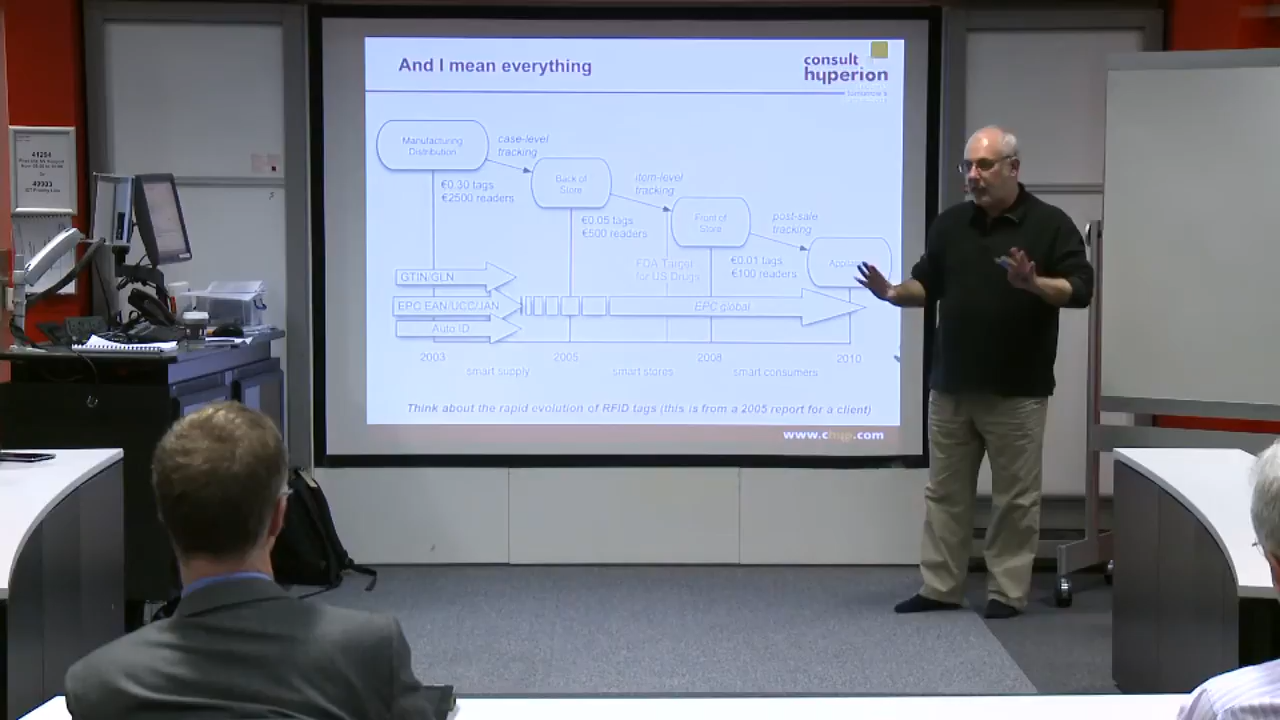 And I mean everything
consult
hyperion
Manufacturing
Distribution
case-level
tracking
€0.30 tags
€2500 readers
Back of
Store
item-level
tracking
€0.05 tags
€500 readers
Front of
Store
post-sale
tracking
FDA Target
for US Drugs
€0.01 tags
€100 readers
GTIN/GLN
EPC EAN/UCC/JAN
EPC global
Auto ID
2003
2005
2008
2010
smart supply
smart stores
smart consumers
Think about the rapid evolution of RFID tags (this is from a 2005 report for a client)
www.chyp.com